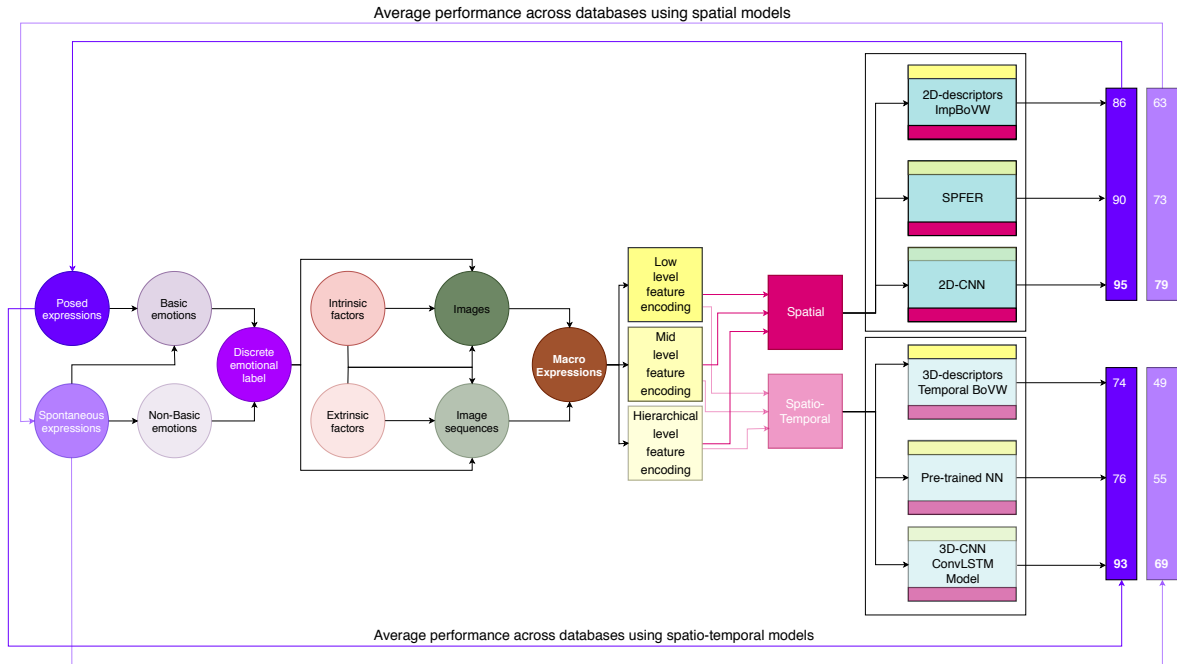 Average performance across databases using spatial models
2D-descriptors
ImpBoVW
86
63
SPFER
90
73
2D-CNN
95
79
Low
level
feature
encoding
Posed
expressions
Basic
emotions
Intrinsic
factors
Images
Spatial
Discrete
emotional
label
Macro
Expressions
Mid
level
feature
encoding
Spontaneous
expressions
Non-Basic
emotions
Extrinsic
factors
Image
sequences
Hierarchical
level
feature
encoding
Spatio-
Temporal
3D-descriptors
Temporal BoVW
74
49
Pre-trained NN
76
55
3D-CNN
ConvLSTM
Model
93
69
Average performance across databases using spatio-temporal models